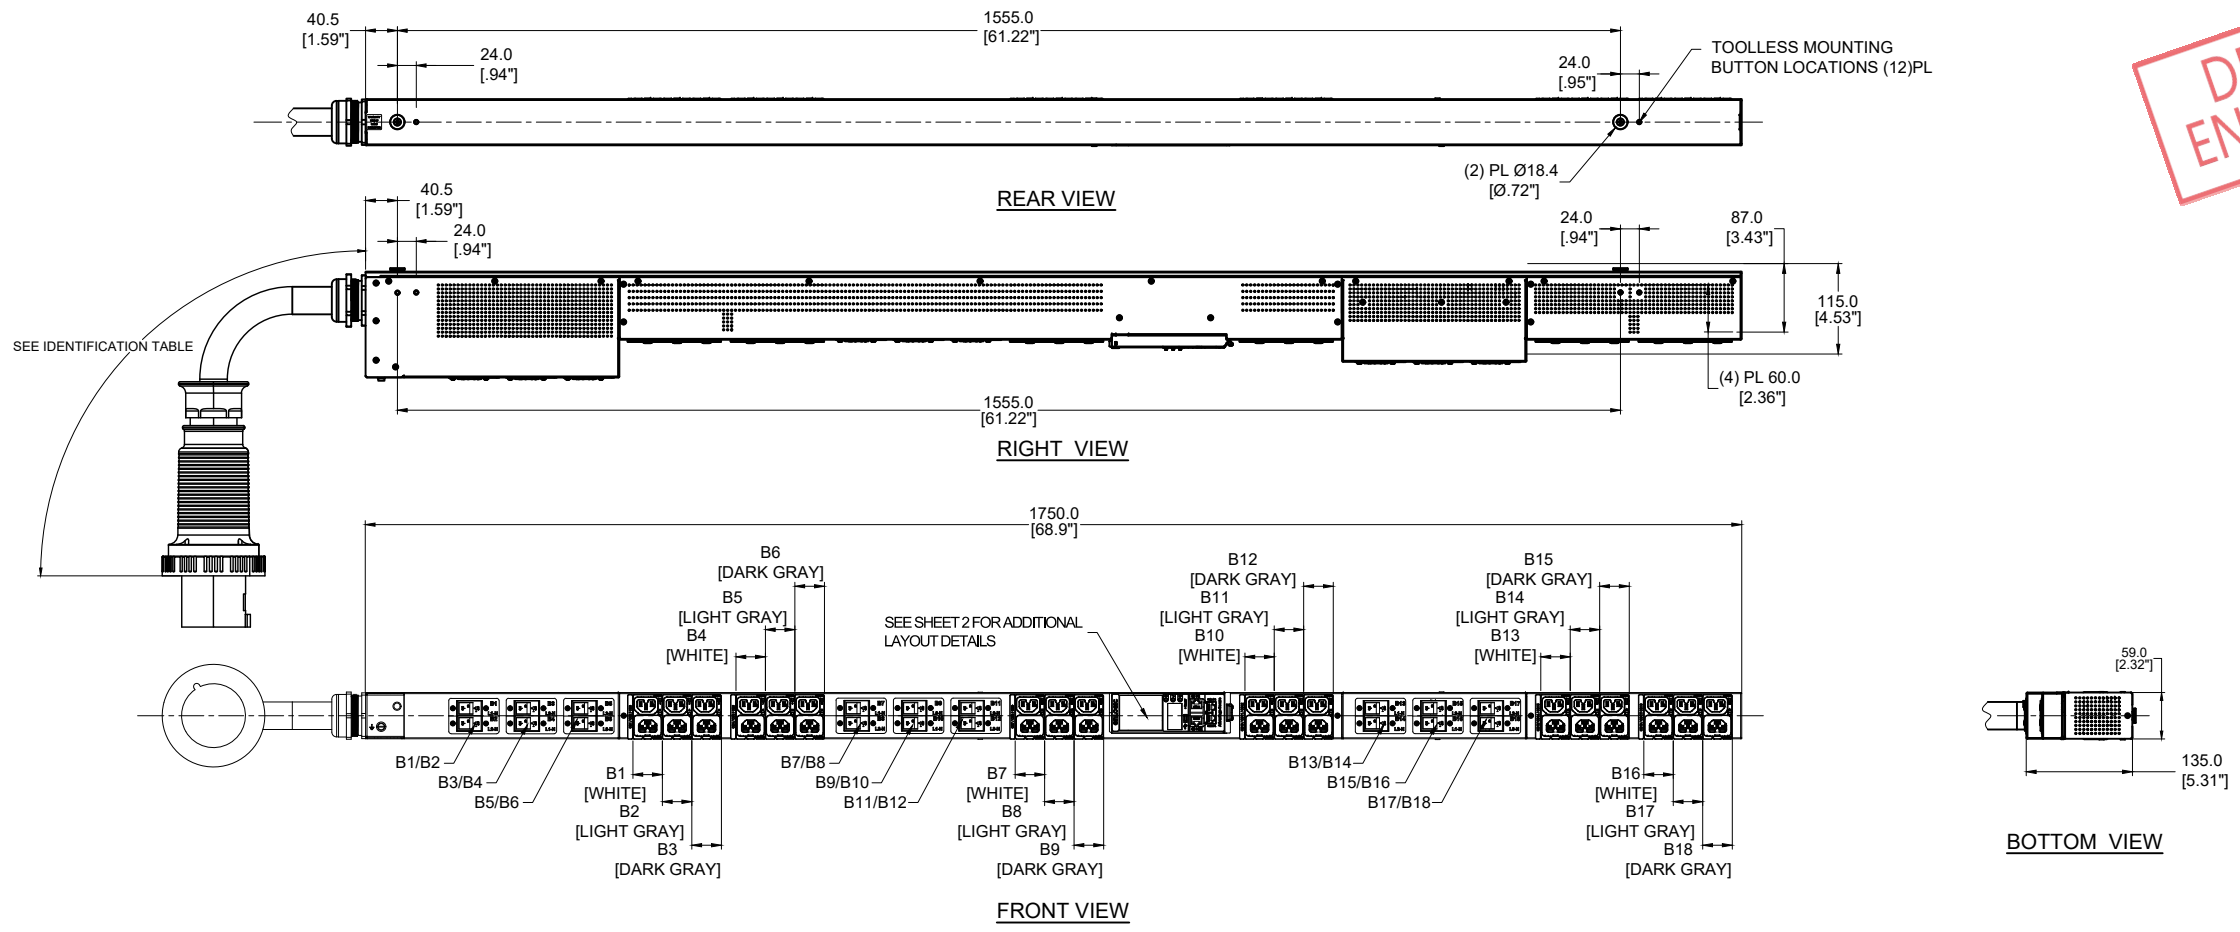 40.5
[1.59"]
1555.0
[61.22"]
24.0
[.94"]
24.0
[.95"]
TOOLLESS MOUNTING
BUTTON LOCATIONS (12)PL
(2) PL Ø18.4
[Ø.72"]
REAR VIEW
40.5
[1.59"]
24.0
[.94"]
24.0
[.94"]
87.0
[3.43"]
115.0
[4.53"]
SEE IDENTIFICATION TABLE
(4) PL 60.0
[2.36"]
1555.0
[61.22"]
RIGHT VIEW
1750.0
[68.9"]
B6
[DARK GRAY]
B5
[LIGHT GRAY]
B4
[WHITE]
SEE SHEET 2 FOR ADDITIONAL
LAYOUT DETAILS
B12
[DARK GRAY]
B11
[LIGHT GRAY]
B10
[WHITE]
B15
[DARK GRAY]
B14
[LIGHT GRAY]
B13
[WHITE]
59.0
[2.32"]
B1/B2
B3/B4
B5/B6
B1
[WHITE]
B2
[LIGHT GRAY]
B3
[DARK GRAY]
B7/B8
B9/B10
B11/B12
B7
[WHITE]
B8
[LIGHT GRAY]
B9
[DARK GRAY]
B13/B14
B15/B16
B17/B18
B16
[WHITE]
B17
[LIGHT GRAY]
B18
[DARK GRAY]
135.0
[5.31"]
BOTTOM VIEW
FRONT VIEW